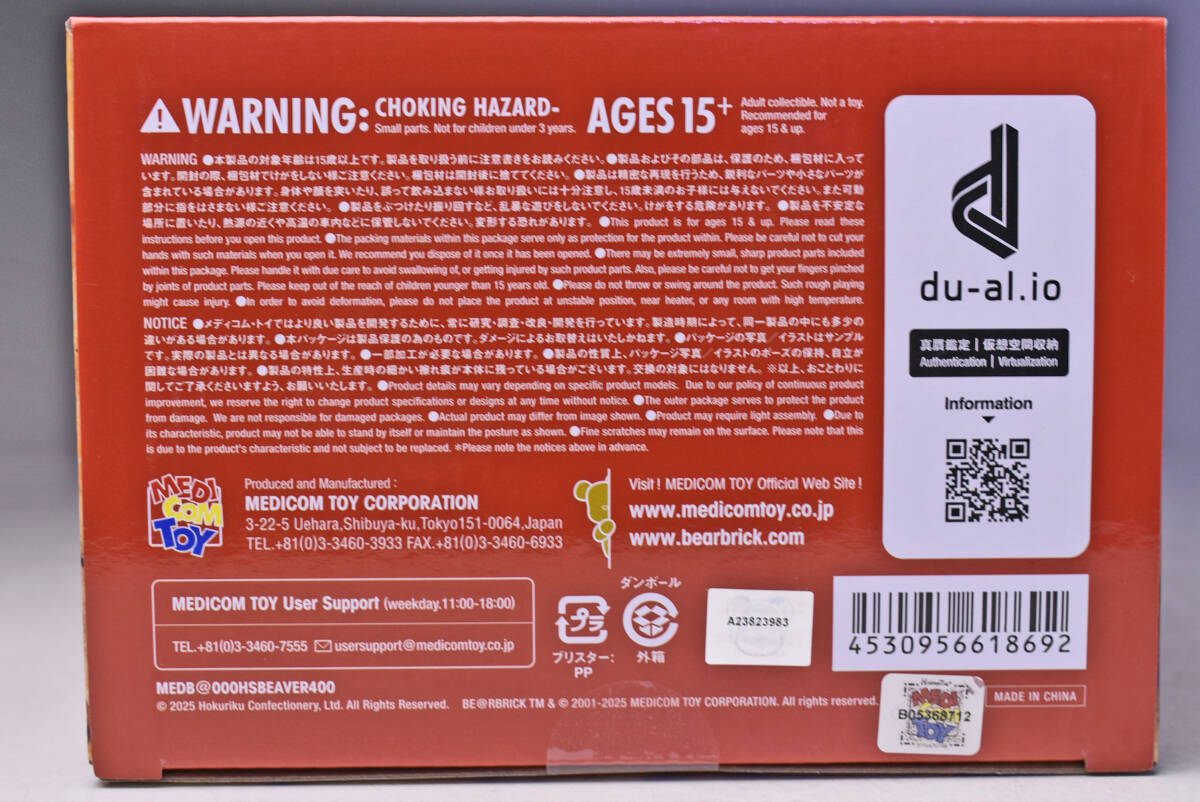 WARNING: CHOKING HAZARD-
Small parts. Not for children under 3 years.
AGES 15+
Adult collectible. Not a toy.
Recommended for
ages 15 & up.
WARNING ●本製品の対象年齢は15歳以上です。製品を取り扱う前に注意書きをお読みください。●製品およびその部品は、保護のため、梱包材に入って
います。開封の際、梱包材でけがをしない様ご注意ください。梱包材は開封後に捨ててください。●製品は精密な再現を行うため、鋭利なパーツや小さなパーツが
含まれている場合があります。身体や顔を突いたり、誤って飲み込まない様お取り扱いには十分注意し、15歳未満のお子様には与えないでください。また可動
部分に指をはさまない様ご注意ください。●製品をぶつけたり振り回すなど、乱暴な遊びをしないでください。けがをする危険があります。●製品を不安定な
場所に置いたり、熱源の近くや高温の車内などに保管しないでください。変形する恐れがあります。●This product is for ages 15 & up. Please read these
instructions before you open this product. ●The packing materials within this package serve only as protection for the product within. Please be careful not to cut your
hands with such materials when you open it. We recommend you dispose of it once it has been opened. ●There may be extremely small, sharp product parts included
within this package. Please handle it with due care to avoid swallowing of, or getting injured by such product parts. Also, please be careful not to get your fingers pinched
by joints of product parts. Please keep out of the reach of children younger than 15 years old. ●Please do not throw or swing around the product. Such rough playing
might cause injury. ●In order to avoid deformation, please do not place the product at unstable position, near heater, or any room with high temperature.
NOTICE ●メディコム・トイではより良い製品を開発するために、常に研究・調査・改良・開発を行っています。製造時期によって、同一製品の中にも多少の
違いがある場合があります。●本パッケージは製品保護の為のものです。ダメージによるお取替えはいたしかねます。●パッケージの写真/イラストはサンプル
です。実際の製品とは異なる場合があります。●一部加工が必要な場合があります。●製品の性質上、パッケージ写真/イラストのポーズの保持、自立が
困難な場合があります。●製品の特性上、生産時の細かい擦れ痕が本体に残っている場合がございます。交換の対象にはなりません。※以上、おことわりに
関してご了承くださいますよう、お願いいたします。●Product details may vary depending on specific product models. Due to our policy of continuous product
improvement, we reserve the right to change product specifications or designs at any time without notice. ●The outer package serves to protect the product
from damage. We are not responsible for damaged packages. ●Actual product may differ from image shown. ●Product may require light assembly. ●Due to
its characteristic, product may not be able to stand by itself or maintain the posture as shown. ●Fine scratches may remain on the surface. Please note that this
is due to the product's characteristic and not subject to be replaced. ※Please note the notices above in advance.
du-al.io
真贋鑑定 | 仮想空間収納
Authentication | Virtualization
Information
MEDI
COM
TOY
Produced and Manufactured :
MEDICOM TOY CORPORATION
3-22-5 Uehara,Shibuya-ku,Tokyo151-0064,Japan
TEL.+81(0)3-3460-3933 FAX.+81(0)3-3460-6933
Visit ! MEDICOM TOY Official Web Site !
www.medicomtoy.co.jp
www.bearbrick.com
MEDICOM TOY User Support (weekday.11:00-18:00)
TEL.+81(0)3-3460-7555 usersupport@medicomtoy.co.jp
プラ
ブリスター:
PP
ダンボール
外箱
A23823983
4530956618692
MEDB@000HSBEAVER400
© 2025 Hokuriku Confectionery, Ltd. All Rights Reserved. BE@RBRICK TM & © 2001-2025 MEDICOM TOY CORPORATION. All rights reserved.
MEDI
COM
B05368712
TOY
MADE IN CHINA